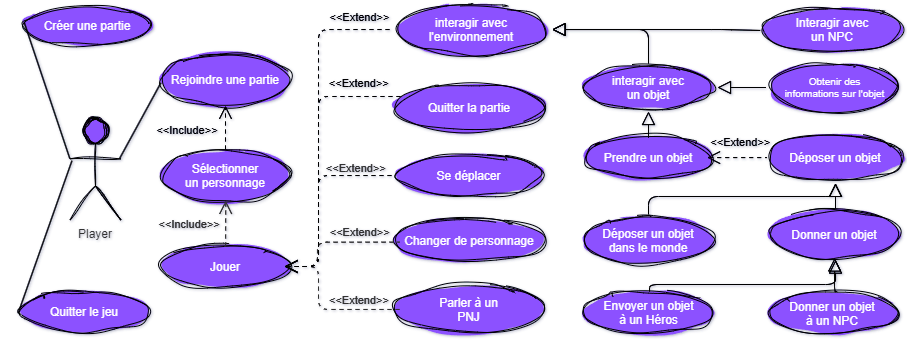 Créer une partie
Rejoindre une partie
<<Include>>
Sélectionner
un personnage
<<Include>>
Jouer
Player
Quitter le jeu
<<Extend>>
interagir avec
l'environnement
<<Extend>>
Quitter la partie
<<Extend>>
Se déplacer
<<Extend>>
Changer de personnage
<<Extend>>
Parler à un
PNJ
Interagir avec
un NPC
interagir avec
un objet
Obtenir des
informations sur l'objet
Prendre un objet
<<Extend>>
Déposer un objet
Déposer un objet
dans le monde
Donner un objet
Envoyer un objet
à un Héros
Donner un objet
à un NPC